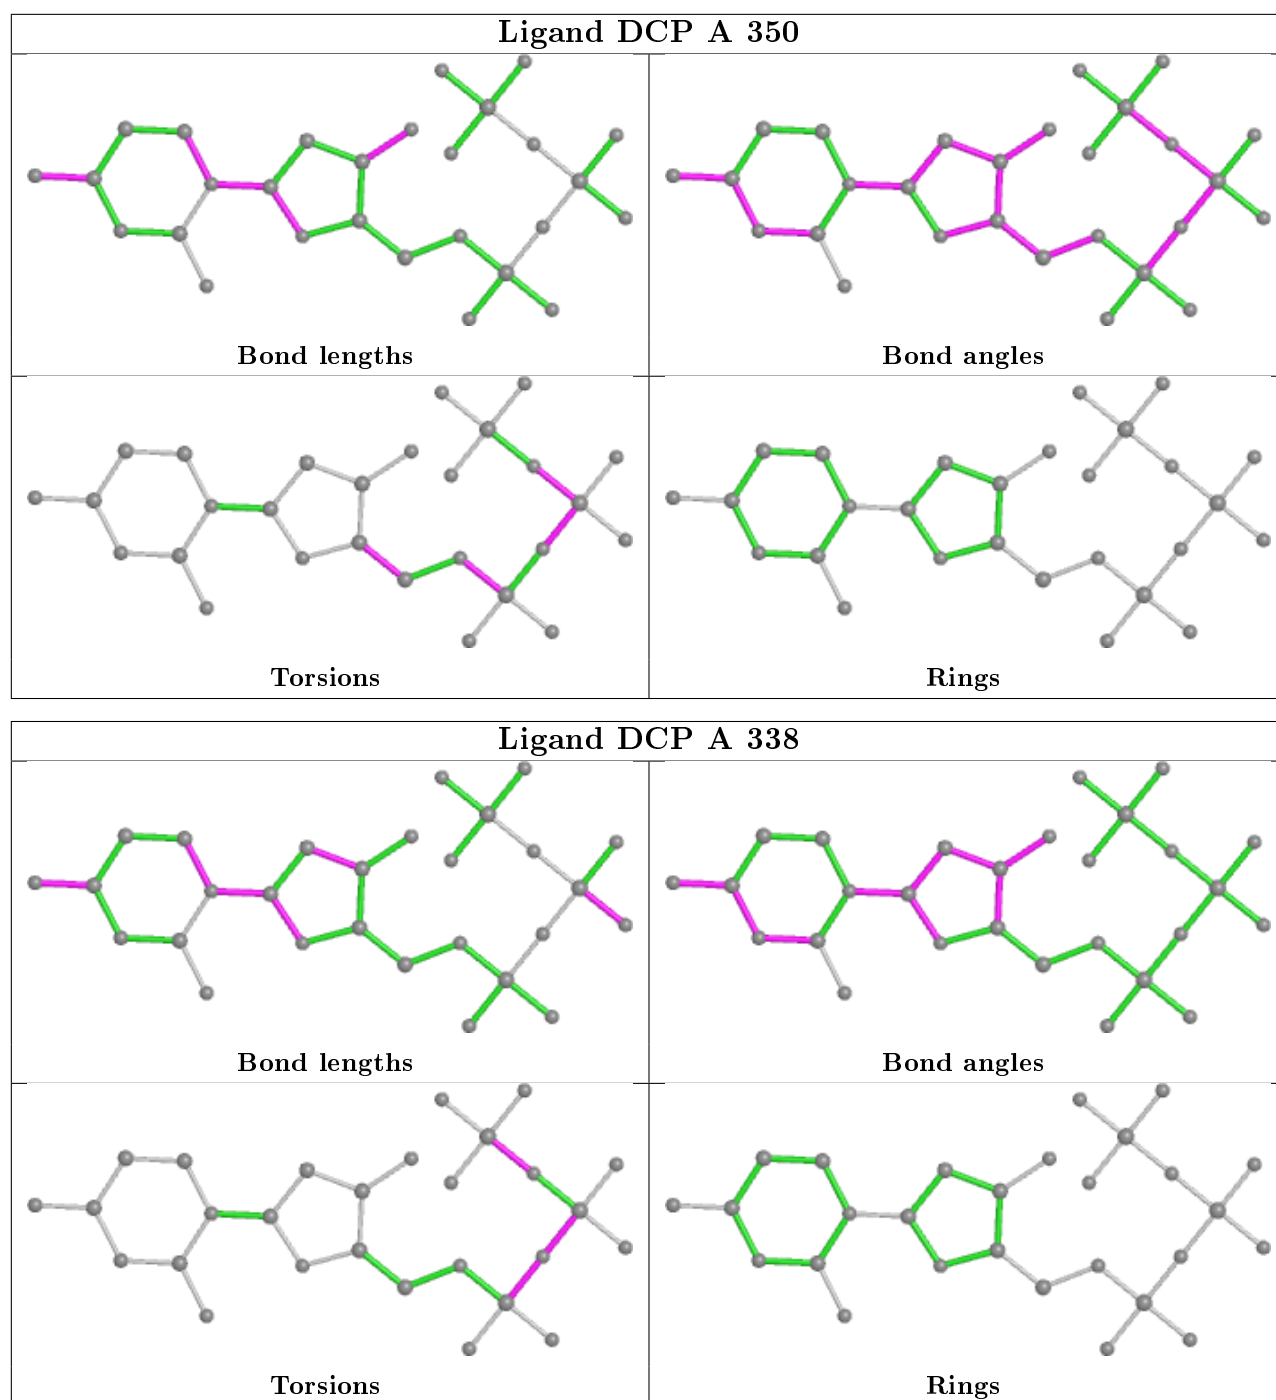 Ligand DCP A 350
Bond lengths
Bond angles
Torsions
Rings
Ligand DCP A 338
Bond lengths
Bond angles
Torsions
Rings